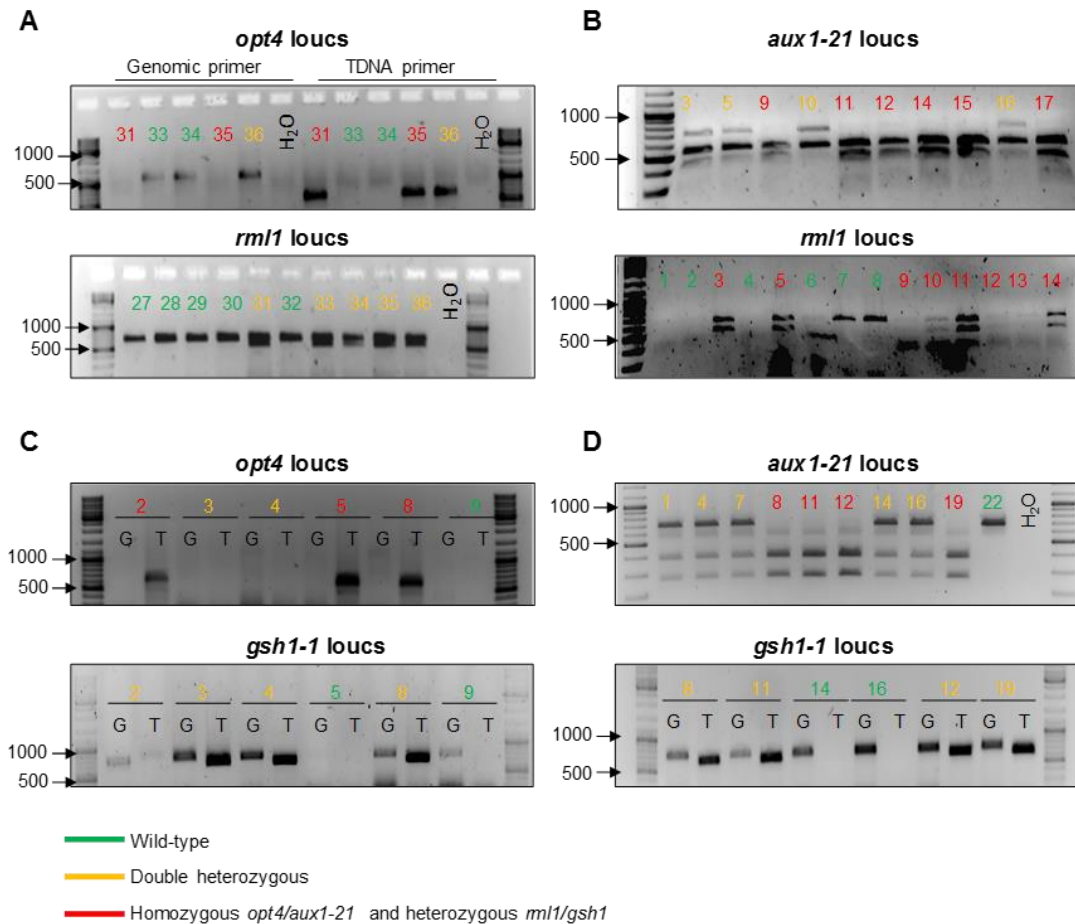 A
opt4 loucs
Genomic primer TDNA primer
31 33 34 35 36 H2O 31 33 34 35 36 H2O
1000
500
rml1 loucs
27 28 29 30 31 32 33 34 35 36 H2O
1000
500
B
aux1-21 loucs
3 5 9 10 11 12 14 15 16 17
1000
500
rml1 loucs
1 2 3 4 5 6 7 8 9 10 11 12 13 14
1000
500
C
opt4 loucs
2 3 4 5 8 9
G T G T G T G T G T G T
1000
500
gsh1-1 loucs
2 3 4 5 8 9
G T G T G T G T G T G T
1000
500
D
aux1-21 loucs
1 4 7 8 11 12 14 16 19 22 H2O
1000
500
gsh1-1 loucs
8 11 14 16 12 19
G T G T G T G T G T G T
1000
500
Wild-type
Double heterozygous
Homozygous opt4/aux1-21 and heterozygous rml1/gsh1